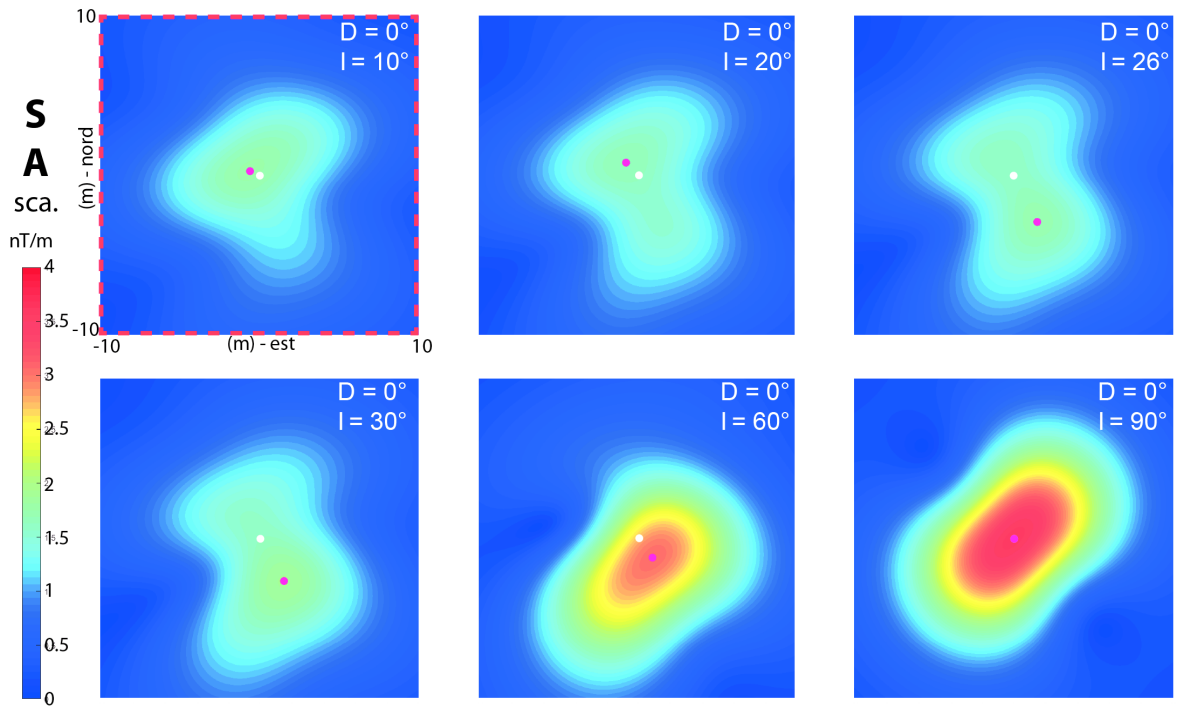 S
A
sca.
nT/m
4
3.5
3
2.5
2
1.5
1
0.5
0
10
(m) - nord
-10
-10
(m) - est
10
D = 0°
I = 10°
D = 0°
I = 20°
D = 0°
I = 26°
D = 0°
I = 30°
D = 0°
I = 60°
D = 0°
I = 90°